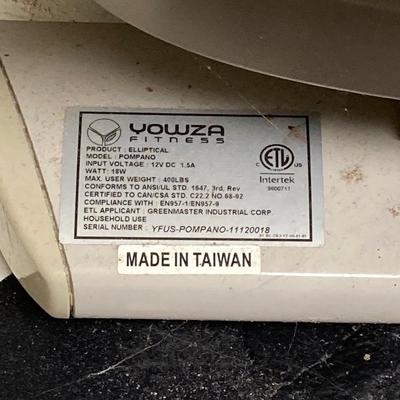 YOWZA
FITNESS
PRODUCT : ELLIPTICAL
MODEL : POMPANO
INPUT VOLTAGE : 12V DC 1.5A
WATT: 18W
MAX. USER WEIGHT : 400LBS
CONFORMS TO ANSI/UL STD. 1647, 3rd, Rev
CERTIFIED TO CAN/CSA STD. C22.2 NO.68-92
COMPLIANCE WITH : EN957-1/EN957-9
ETL APPLICANT : GREENMASTER INDUSTRIAL CORP.
HOUSEHOLD USE
SERIAL NUMBER : YFUS-POMPANO-11120018
C ETL US
Intertek
9800711
MADE IN TAIWAN